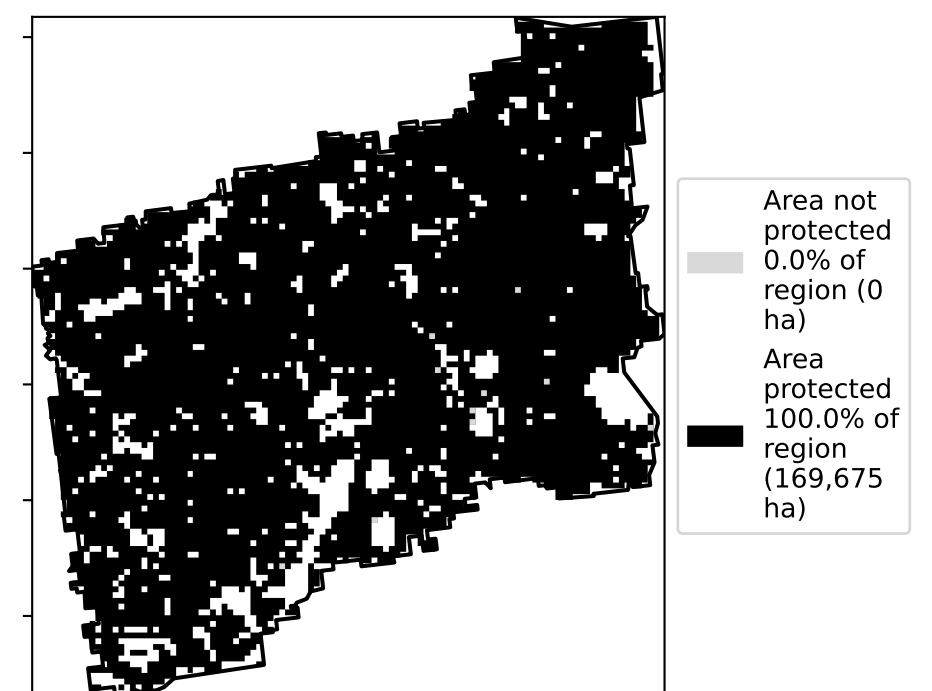 Area not
protected
0.0% of
region (0
ha)
Area
protected
100.0% of
region
(169,675
ha)